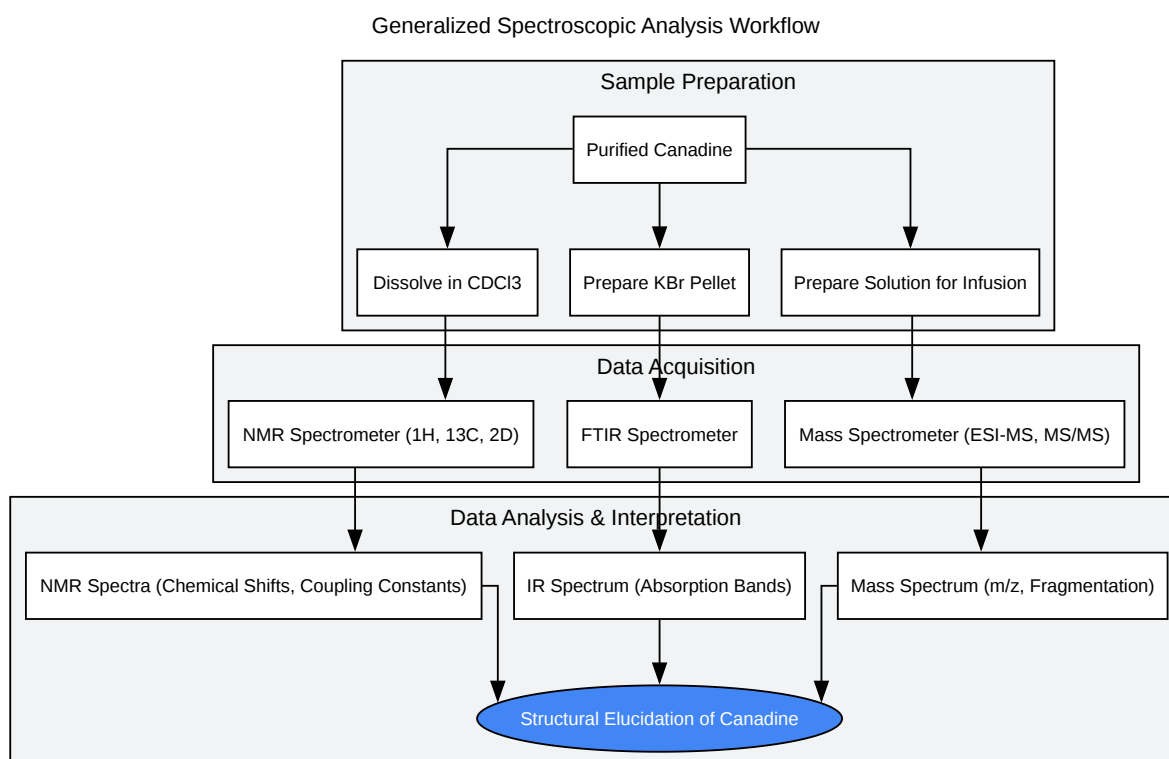 Generalized Spectroscopic Analysis Workflow
Sample Preparation
Purified Canadine
Dissolve in CDCl3
Prepare KBr Pellet
Prepare Solution for Infusion
Data Acquisition
NMR Spectrometer (1H, 13C, 2D)
FTIR Spectrometer
Mass Spectrometer (ESI-MS, MS/MS)
Data Analysis & Interpretation
NMR Spectra (Chemical Shifts, Coupling Constants)
IR Spectrum (Absorption Bands)
Mass Spectrum (m/z, Fragmentation)
Structural Elucidation of Canadine